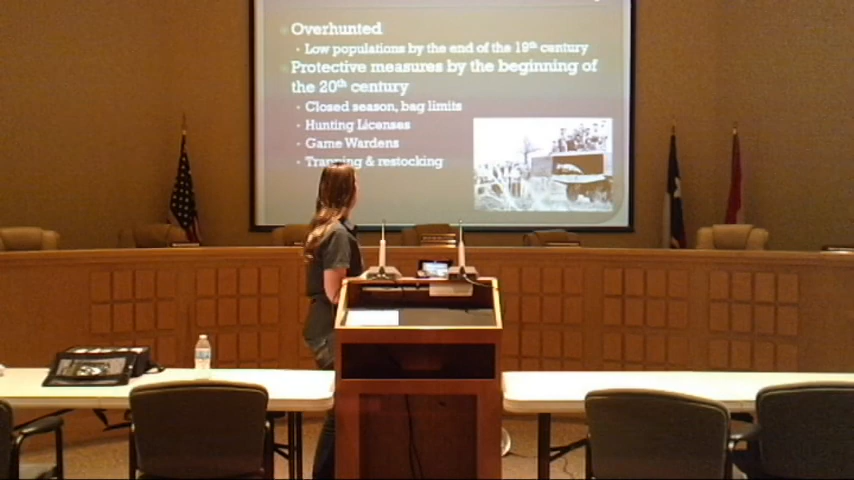 Overhunted
• Low populations by the end of the 19th century
Protective measures by the beginning of
the 20th century
• Closed season, bag limits
• Hunting Licenses
• Game Wardens
• Trapping & restocking